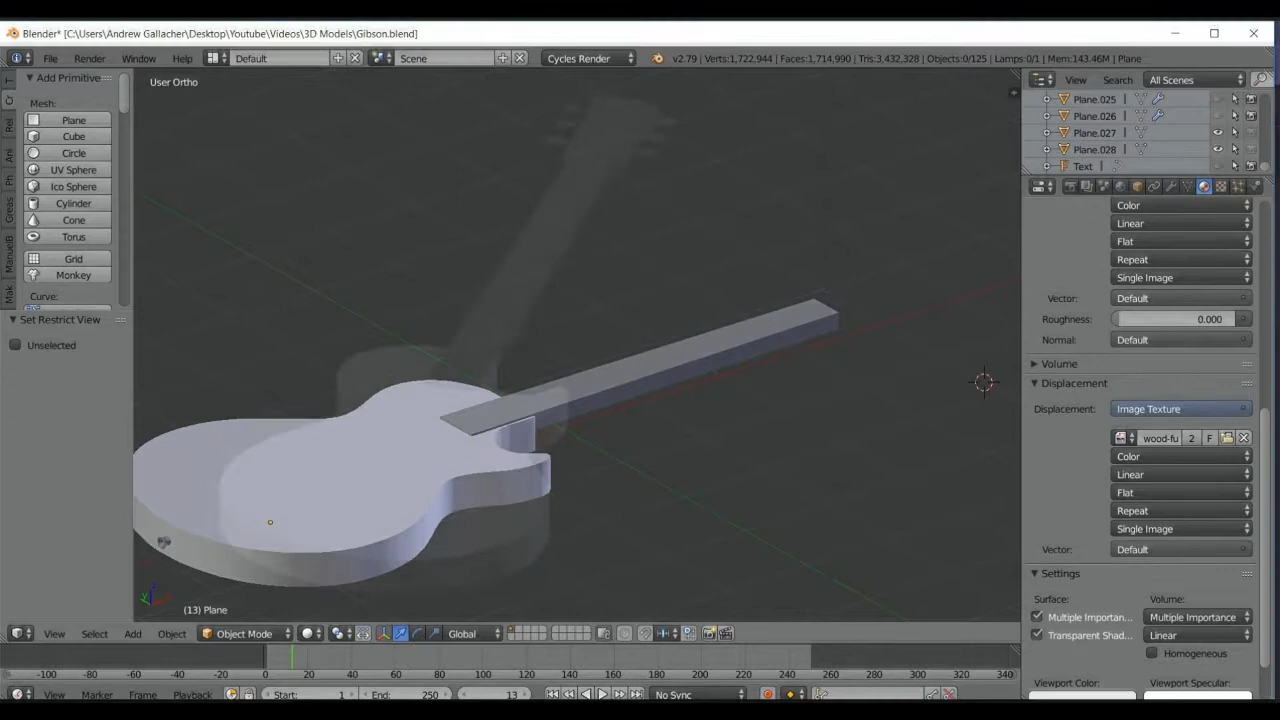 Blender* [C:\Users\Andrew Gallacher\Desktop\Youtube\Videos\3D Models\Gibson.blend]
File Render Window Help Default Scene Cycles Render v2.79 | Verts:1,722,944 | Faces:1,714,990 | Tris:3,432,328 | Objects:0/125 | Lamps:0/1 | Mem:143.46M | Plane
Add Primitive
Mesh:
Plane
Cube
Circle
UV Sphere
Ico Sphere
Cylinder
Cone
Torus
Grid
Monkey
Curve:
Set Restrict View
Unselected
T
Cr
Rel
Ani
Ph
Greas
ManuelB
Mak
User Ortho
(13) Plane
View Search All Scenes
Plane.025
Plane.026
Plane.027
Plane.028
Text
Color
Linear
Flat
Repeat
Single Image
Vector: Default
Roughness: 0.000
Normal: Default
Volume
Displacement
Displacement: Image Texture
wood-fu 2 F
Color
Linear
Flat
Repeat
Single Image
Vector: Default
Settings
Surface: Volume:
Multiple Importan... Multiple Importance
Transparent Shad... Linear
Homogeneous
Viewport Color: Viewport Specular:
View Select Add Object Object Mode Global
-100 -80 -60 -40 -20 0 20 40 60 80 100 120 140 160 180 200 220 240 260 280 300 320 340
View Marker Frame Playback Start: 1 End: 250 13 No Sync